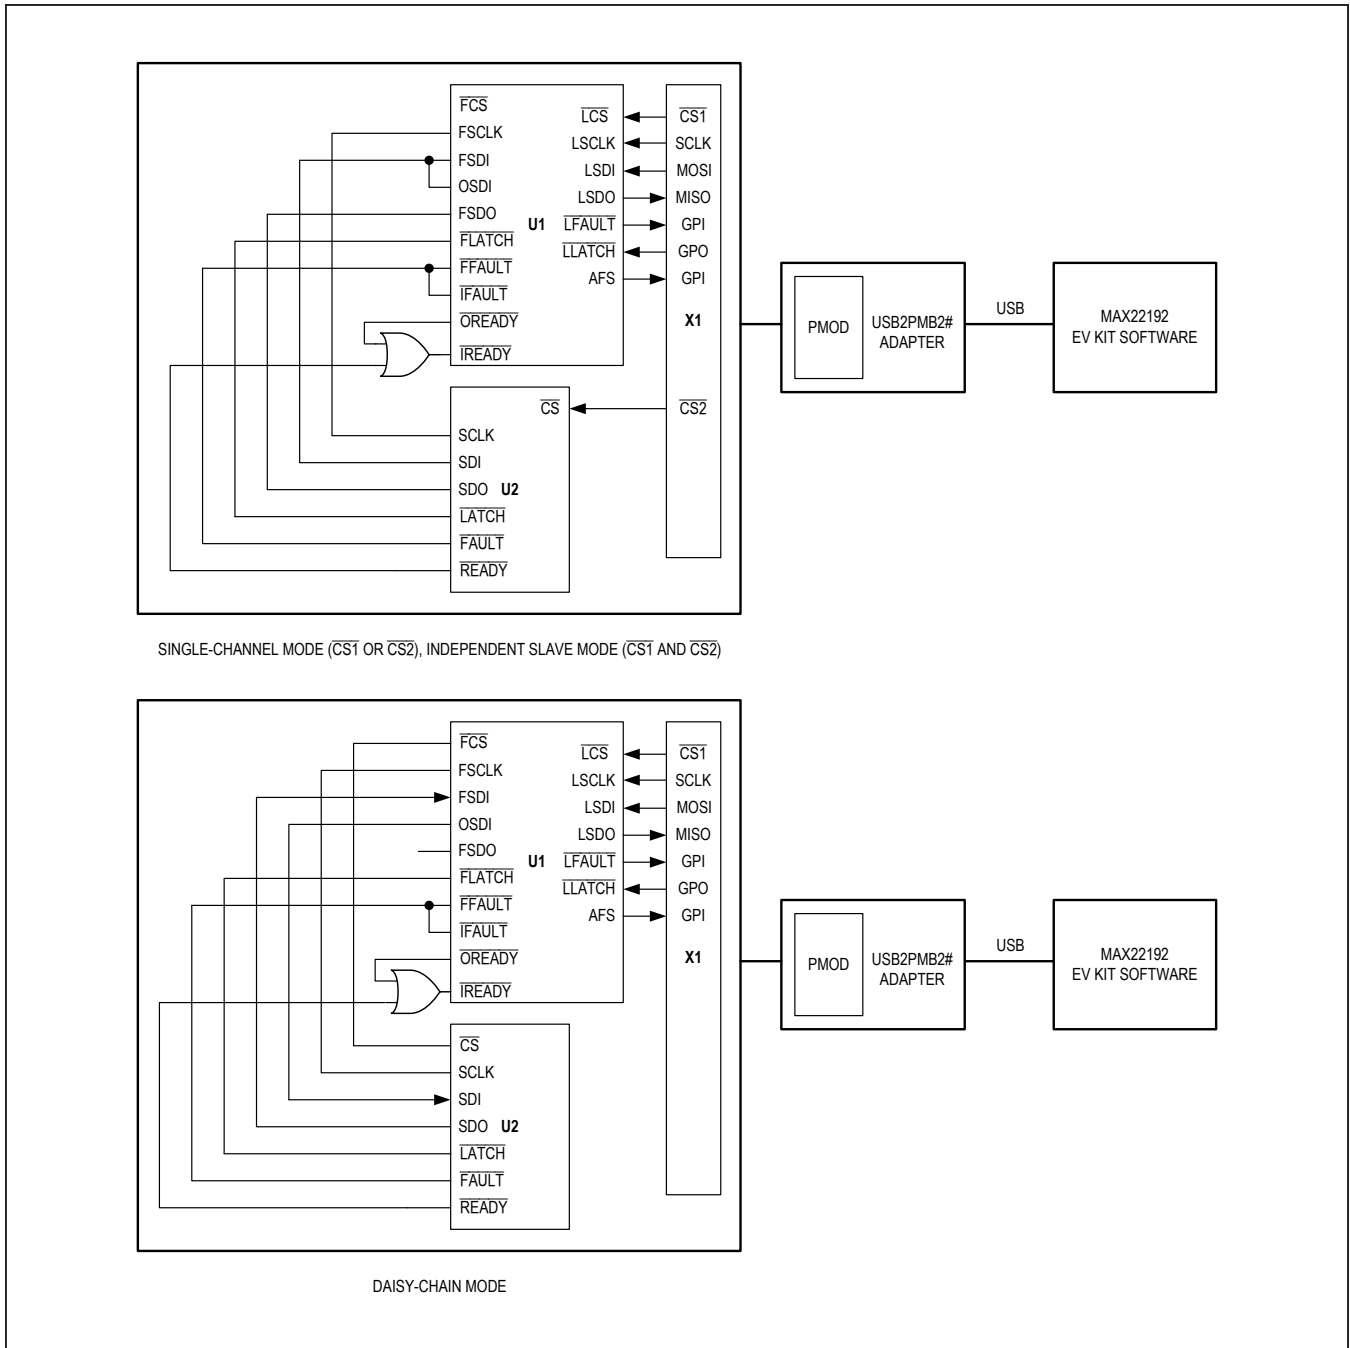 FCS
FSCLK
FSDI
OSDI
FSDO
FLATCH
FFAULT
IFAULT
OREADY
IREADY
U1
LCS
LSCLK
LSDI
LSDO
LFAULT
LLATCH
AFS
CS1
SCLK
MOSI
MISO
GPI
GPO
GPI
X1
CS2
CS
SCLK
SDI
SDO U2
LATCH
FAULT
READY
PMOD
USB2PMB2#
ADAPTER
USB
MAX22192
EV KIT SOFTWARE
SINGLE-CHANNEL MODE (CS1 OR CS2), INDEPENDENT SLAVE MODE (CS1 AND CS2)
FCS
FSCLK
FSDI
OSDI
FSDO
FLATCH
FFAULT
IFAULT
OREADY
IREADY
U1
LCS
LSCLK
LSDI
LSDO
LFAULT
LLATCH
AFS
CS1
SCLK
MOSI
MISO
GPI
GPO
GPI
X1
CS
SCLK
SDI
SDO U2
LATCH
FAULT
READY
PMOD
USB2PMB2#
ADAPTER
USB
MAX22192
EV KIT SOFTWARE
DAISY-CHAIN MODE